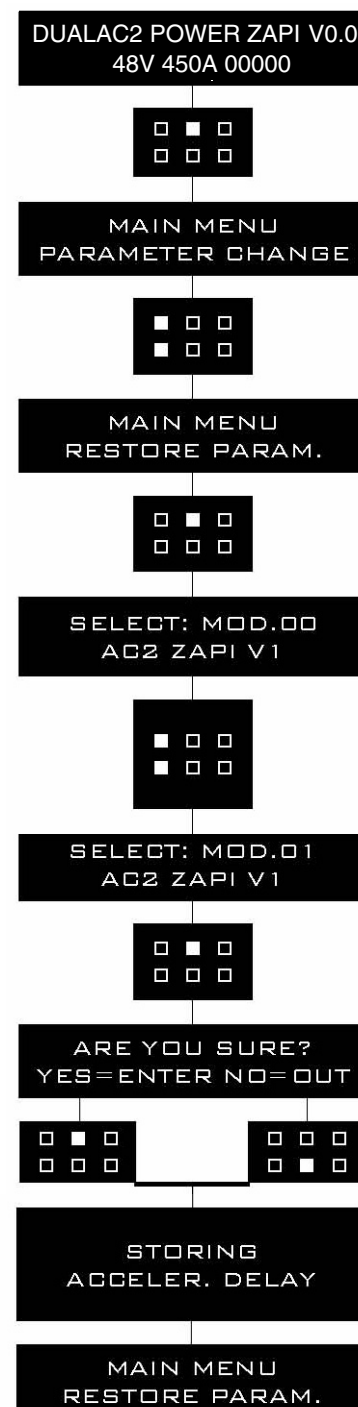 DUALAC2 POWER ZAPI V0.0
48V 450A 00000
MAIN MENU
PARAMETER CHANGE
MAIN MENU
RESTORE PARAM.
SELECT: MOD.00
AC2 ZAPI V1
SELECT: MOD.01
AC2 ZAPI V1
ARE YOU SURE?
YES=ENTER NO=OUT
STORING
ACCELER. DELAY
MAIN MENU
RESTORE PARAM.